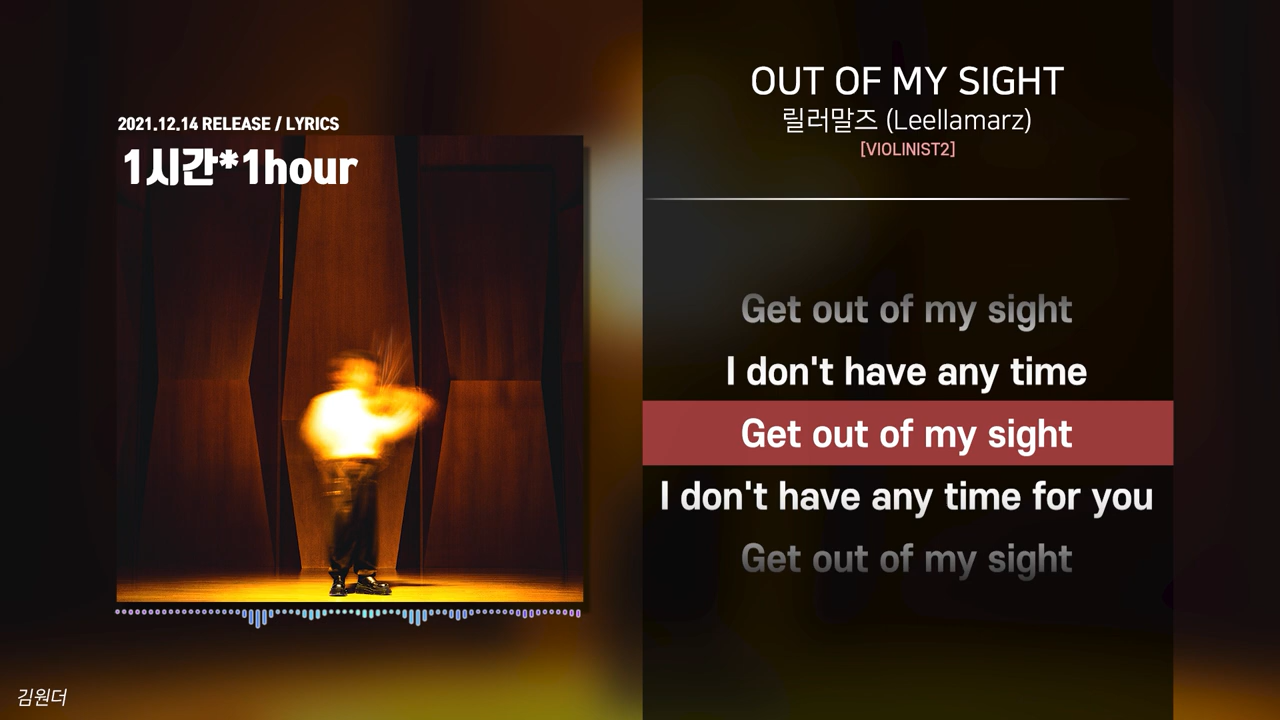 2021.12.14 RELEASE / LYRICS
1시간*1hour
OUT OF MY SIGHT
릴러말즈 (Leellamarz)
[VIOLINIST2]
Get out of my sight
I don't have any time
Get out of my sight
I don't have any time for you
Get out of my sight
김원더